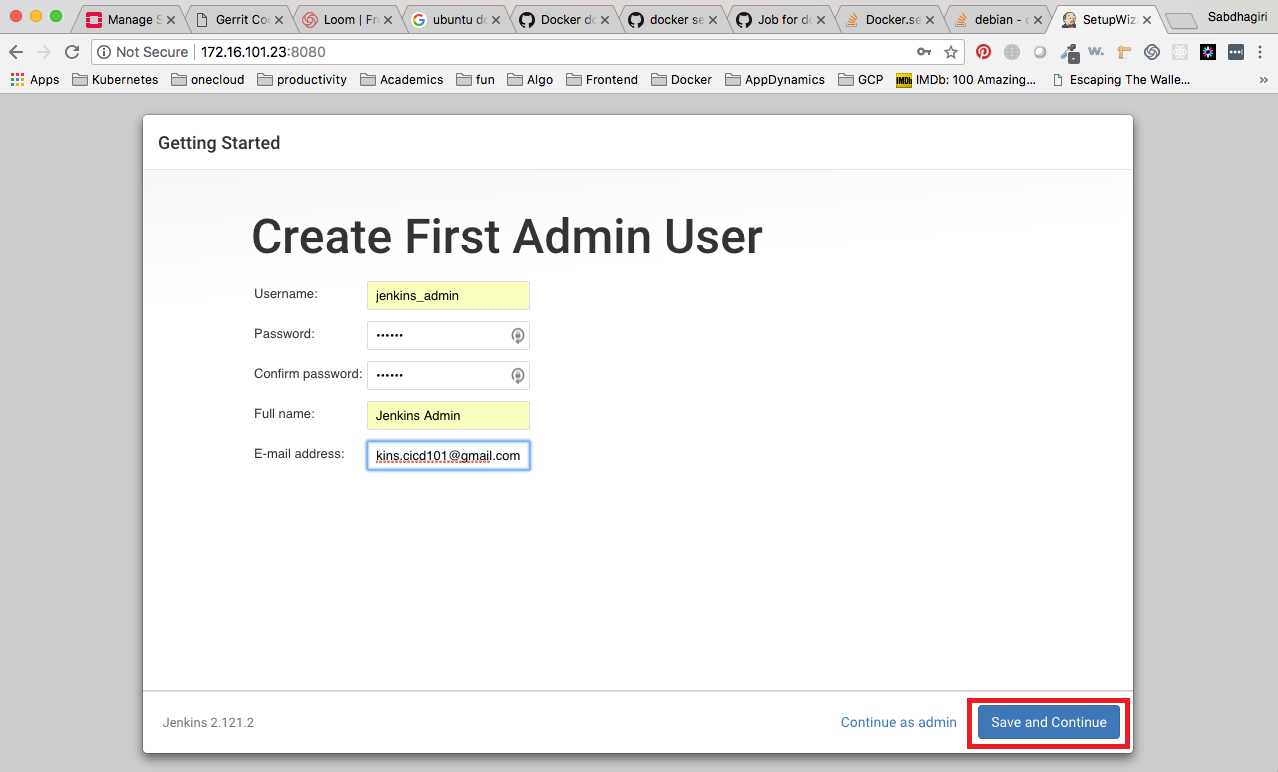 Manage S
Gerrit Co
Loom | Fr
ubuntu d
Docker d
docker se
Job for d
Docker.se
debian - c
SetupWiz
Sabdhagiri
Not Secure | 172.16.101.23:8080
Apps Kubernetes onecloud productivity Academics fun Algo Frontend Docker AppDynamics GCP IMDb IMDb: 100 Amazing... Escaping The Walle... »
Getting Started
Create First Admin User
Username: jenkins_admin
Password: ••••••
Confirm password: ••••••
Full name: Jenkins Admin
E-mail address: kins.cicd101@gmail.com
Jenkins 2.121.2 Continue as admin Save and Continue